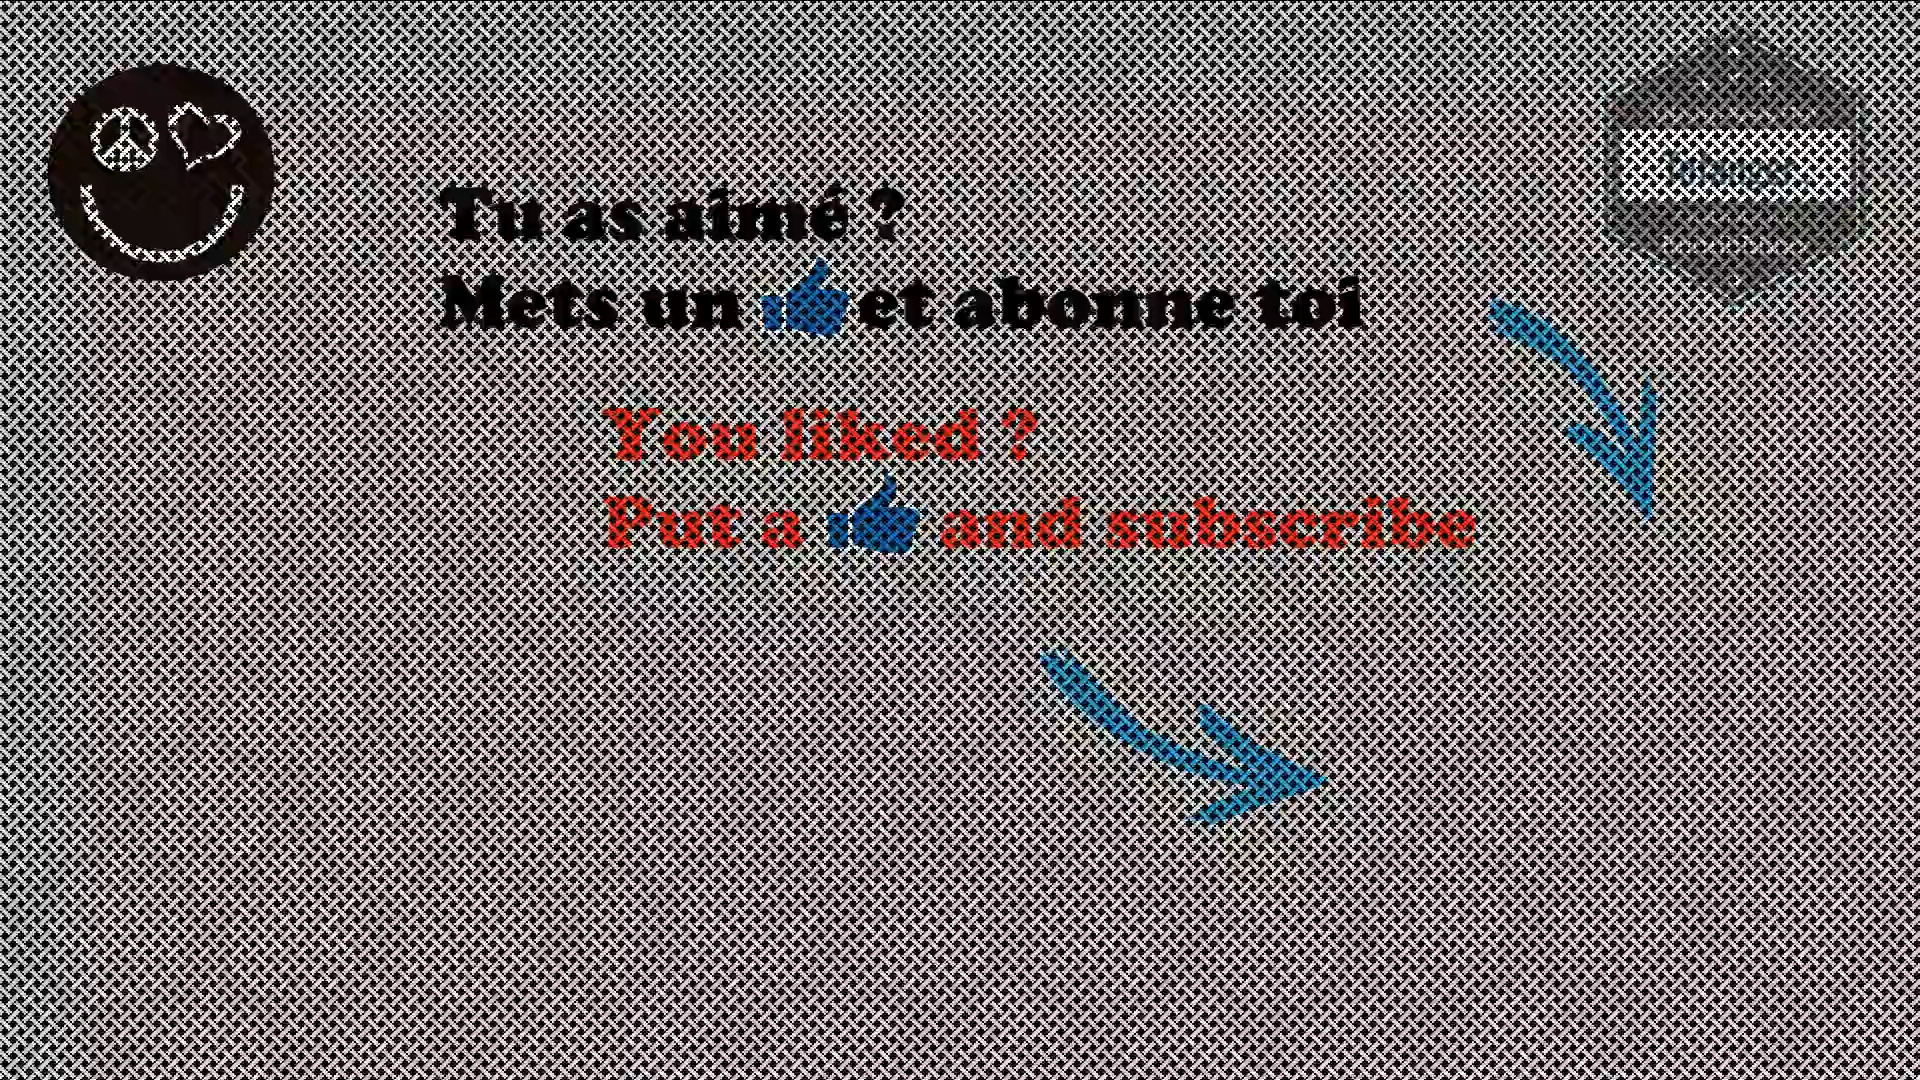 Tu as aimé ?
Mets un et abonne toi
You liked ?
Put a and subscribe